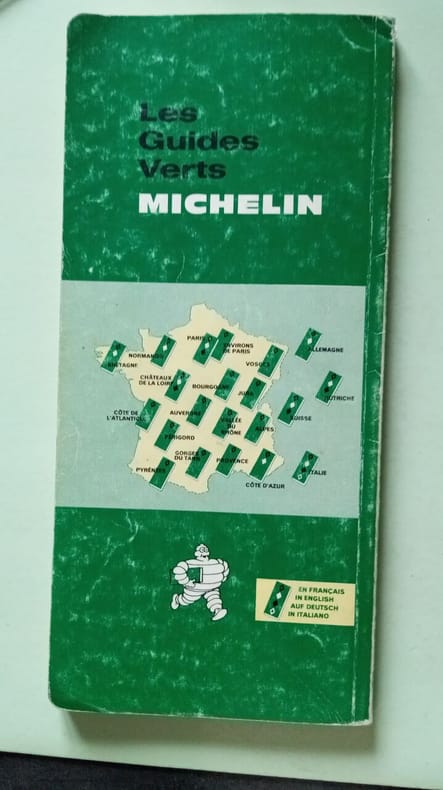 Les
Guides
Verts
MICHELIN
PARIS
ENVIRONS
DE PARIS
NORMANDIE
BRETAGNE
VOSGES
ALLEMAGNE
CHÂTEAUX
DE LA LOIRE
BOURGOGNE
JURA
AUTRICHE
CÔTE DE
L'ATLANTIQUE
AUVERGNE
VALLÉE
DU
RHÔNE
ALPES
SUISSE
PÉRIGORD
GORGES
DU TARN
PROVENCE
PYRÉNÉES
CÔTE D'AZUR
ITALIE
EN FRANÇAIS
IN ENGLISH
AUF DEUTSCH
IN ITALIANO